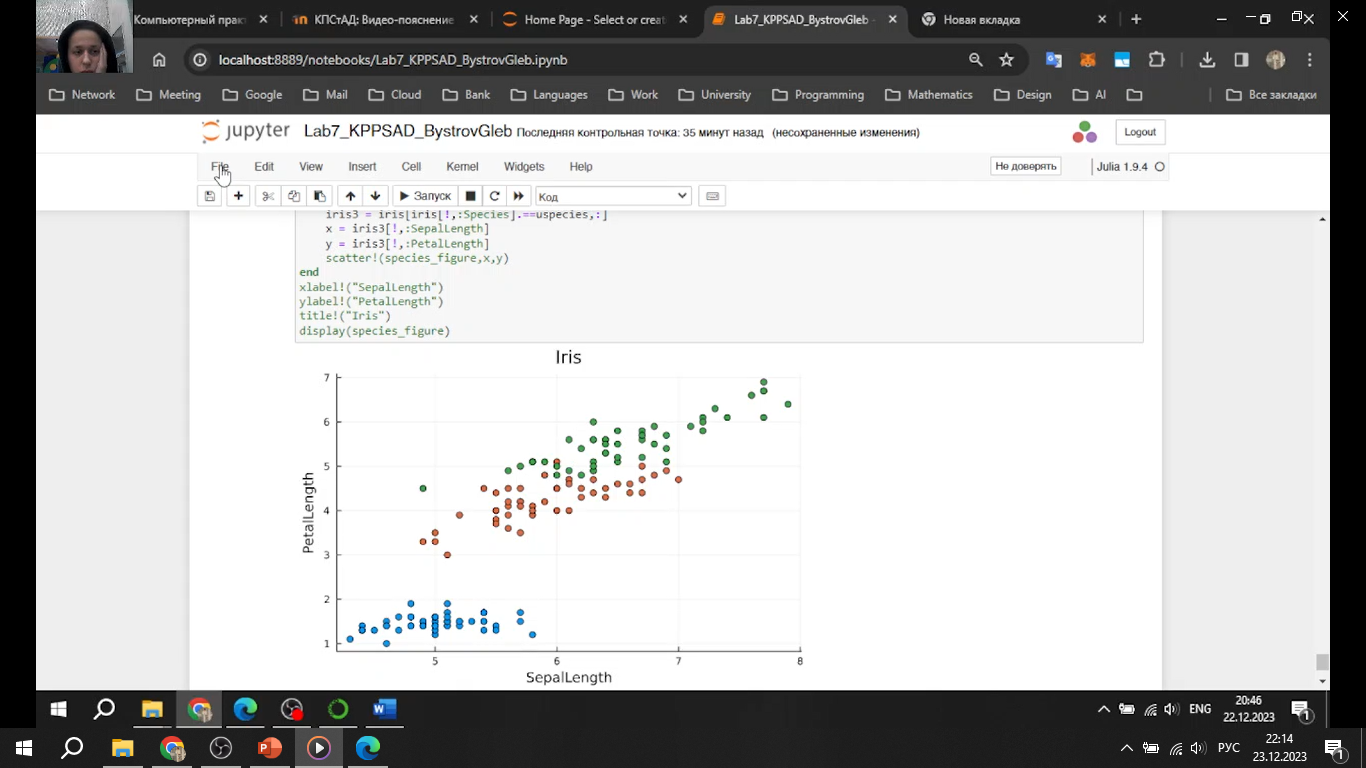 Компьютерный прак
КПСтАД: Видео-пояснение
Home Page - Select or creat
Lab7_KPPSAD_BystrovGleb
Новая вкладка
localhost:8889/notebooks/Lab7_KPPSAD_BystrovGleb.ipynb
Network
Meeting
Google
Mail
Cloud
Bank
Languages
Work
University
Programming
Mathematics
Design
AI
Все закладки
jupyter
Lab7_KPPSAD_BystrovGleb Последняя контрольная точка: 35 минут назад (несохраненные изменения)
Logout
File
Edit
View
Insert
Cell
Kernel
Widgets
Help
Не доверять
Julia 1.9.4
Запуск
Код
iris3 = iris[iris[!,:Species].==uspecies,:]
x = iris3[!,:SepalLength]
y = iris3[!,:PetalLength]
scatter!(species_figure,x,y)
end
xlabel!("SepalLength")
ylabel!("PetalLength")
title!("Iris")
display(species_figure)
Iris
7
6
5
4
3
2
1
PetalLength
5
6
7
8
SepalLength
ENG
20:46
22.12.2023
1
РУС
22:14
23.12.2023
1